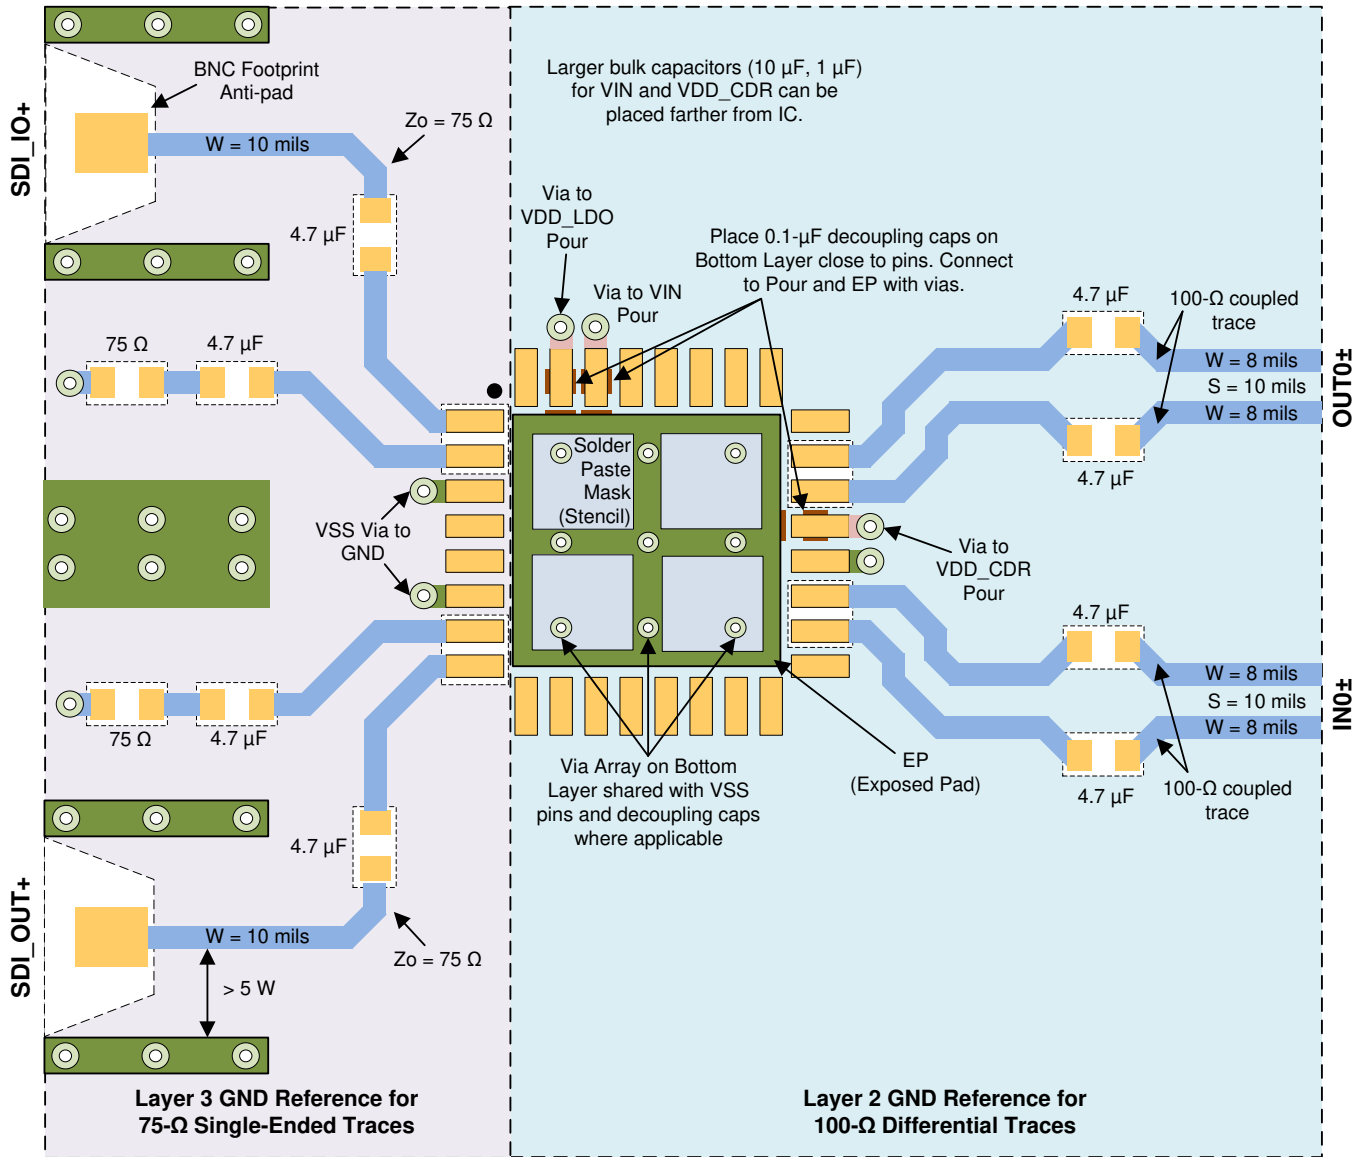 BNC Footprint
Anti-pad
SDI_IO+
W = 10 mils
Zo = 75 Ω
4.7 µF
Larger bulk capacitors (10 µF, 1 µF)
for VIN and VDD_CDR can be
placed farther from IC.
Via to
VDD_LDO
Pour
Via to VIN
Pour
Place 0.1-µF decoupling caps on
Bottom Layer close to pins. Connect
to Pour and EP with vias.
4.7 µF
100-Ω coupled
trace
W = 8 mils
S = 10 mils
W = 8 mils
OUT0±
4.7 µF
75 Ω
4.7 µF
Solder
Paste
Mask
(Stencil)
VSS Via to
GND
Via to
VDD_CDR
Pour
4.7 µF
W = 8 mils
S = 10 mils
W = 8 mils
IN0±
4.7 µF
100-Ω coupled
trace
75 Ω
4.7 µF
EP
(Exposed Pad)
Via Array on Bottom
Layer shared with VSS
pins and decoupling caps
where applicable
4.7 µF
SDI_OUT+
W = 10 mils
Zo = 75 Ω
> 5 W
Layer 3 GND Reference for
75-Ω Single-Ended Traces
Layer 2 GND Reference for
100-Ω Differential Traces